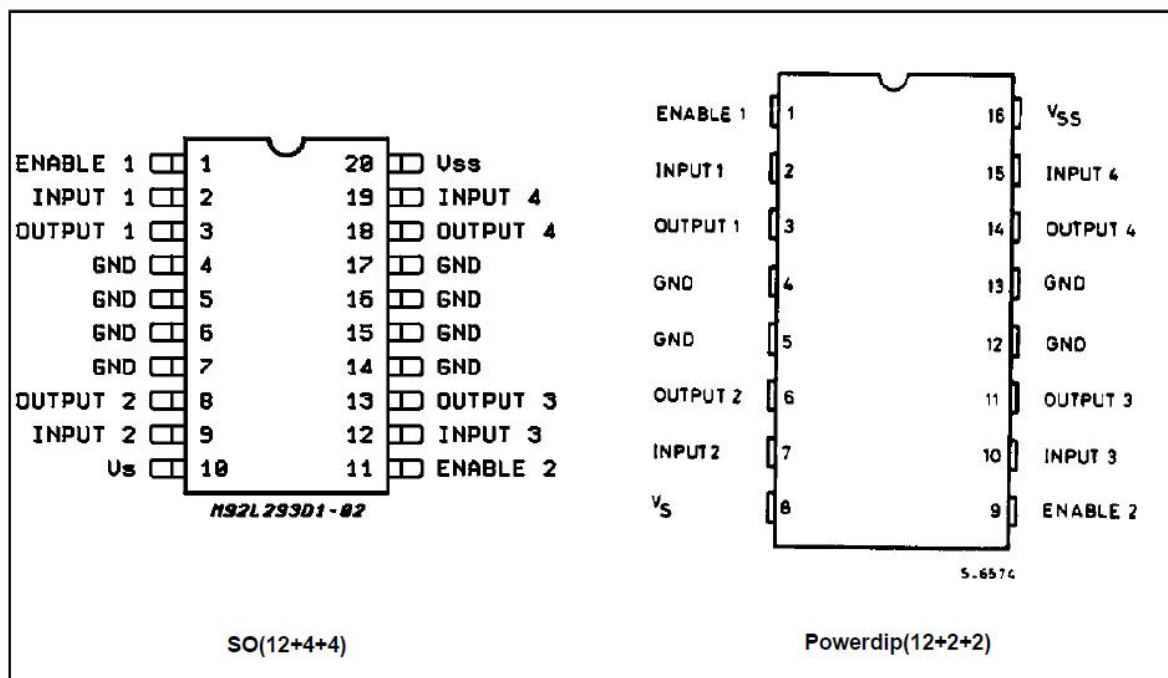 ENABLE 1 1 20 Vss
INPUT 1 2 19 INPUT 4
OUTPUT 1 3 18 OUTPUT 4
GND 4 17 GND
GND 5 16 GND
GND 6 15 GND
GND 7 14 GND
OUTPUT 2 8 13 OUTPUT 3
INPUT 2 9 12 INPUT 3
Vs 10 11 ENABLE 2
M92L293D1-02
SO(12+4+4)
ENABLE 1 1 16 VSS
INPUT 1 2 15 INPUT 4
OUTPUT 1 3 14 OUTPUT 4
GND 4 13 GND
GND 5 12 GND
OUTPUT 2 6 11 OUTPUT 3
INPUT 2 7 10 INPUT 3
VS 8 9 ENABLE 2
S-6574
Powerdip(12+2+2)